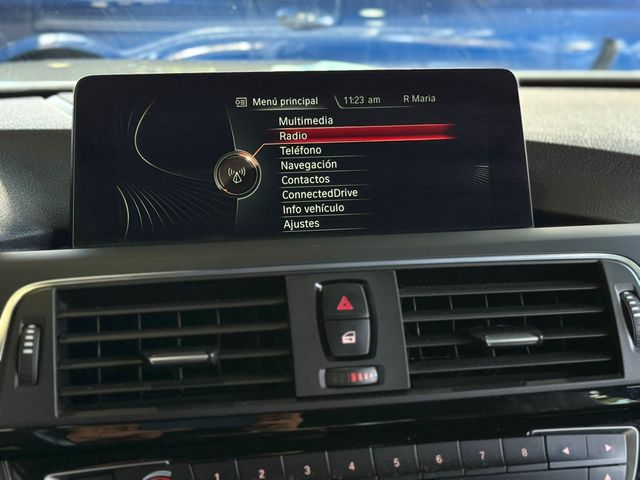 Menú principal 11:23 am R Maria
Multimedia
Radio
Teléfono
Navegación
Contactos
ConnectedDrive
Info vehículo
Ajustes
1 2 3 4 5 6 7 8